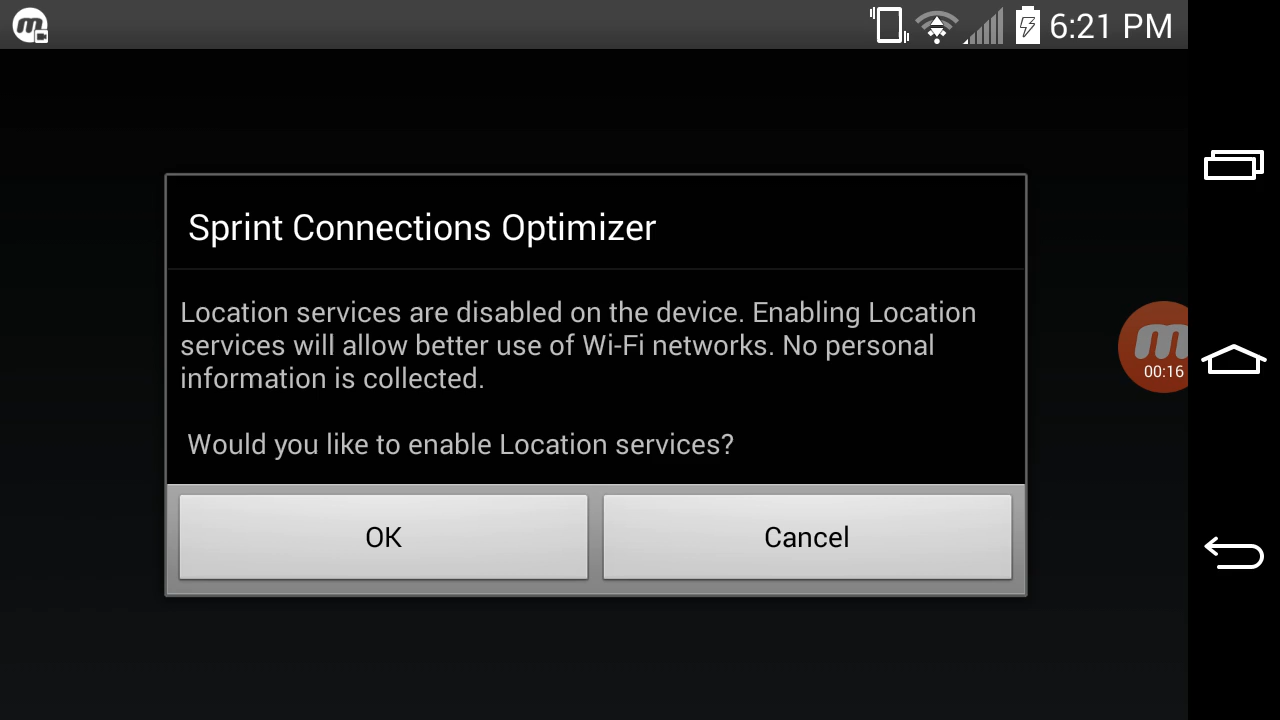 6:21 PM
Sprint Connections Optimizer
Location services are disabled on the device. Enabling Location
services will allow better use of Wi-Fi networks. No personal
information is collected.
Would you like to enable Location services?
OK
Cancel
m
00:16